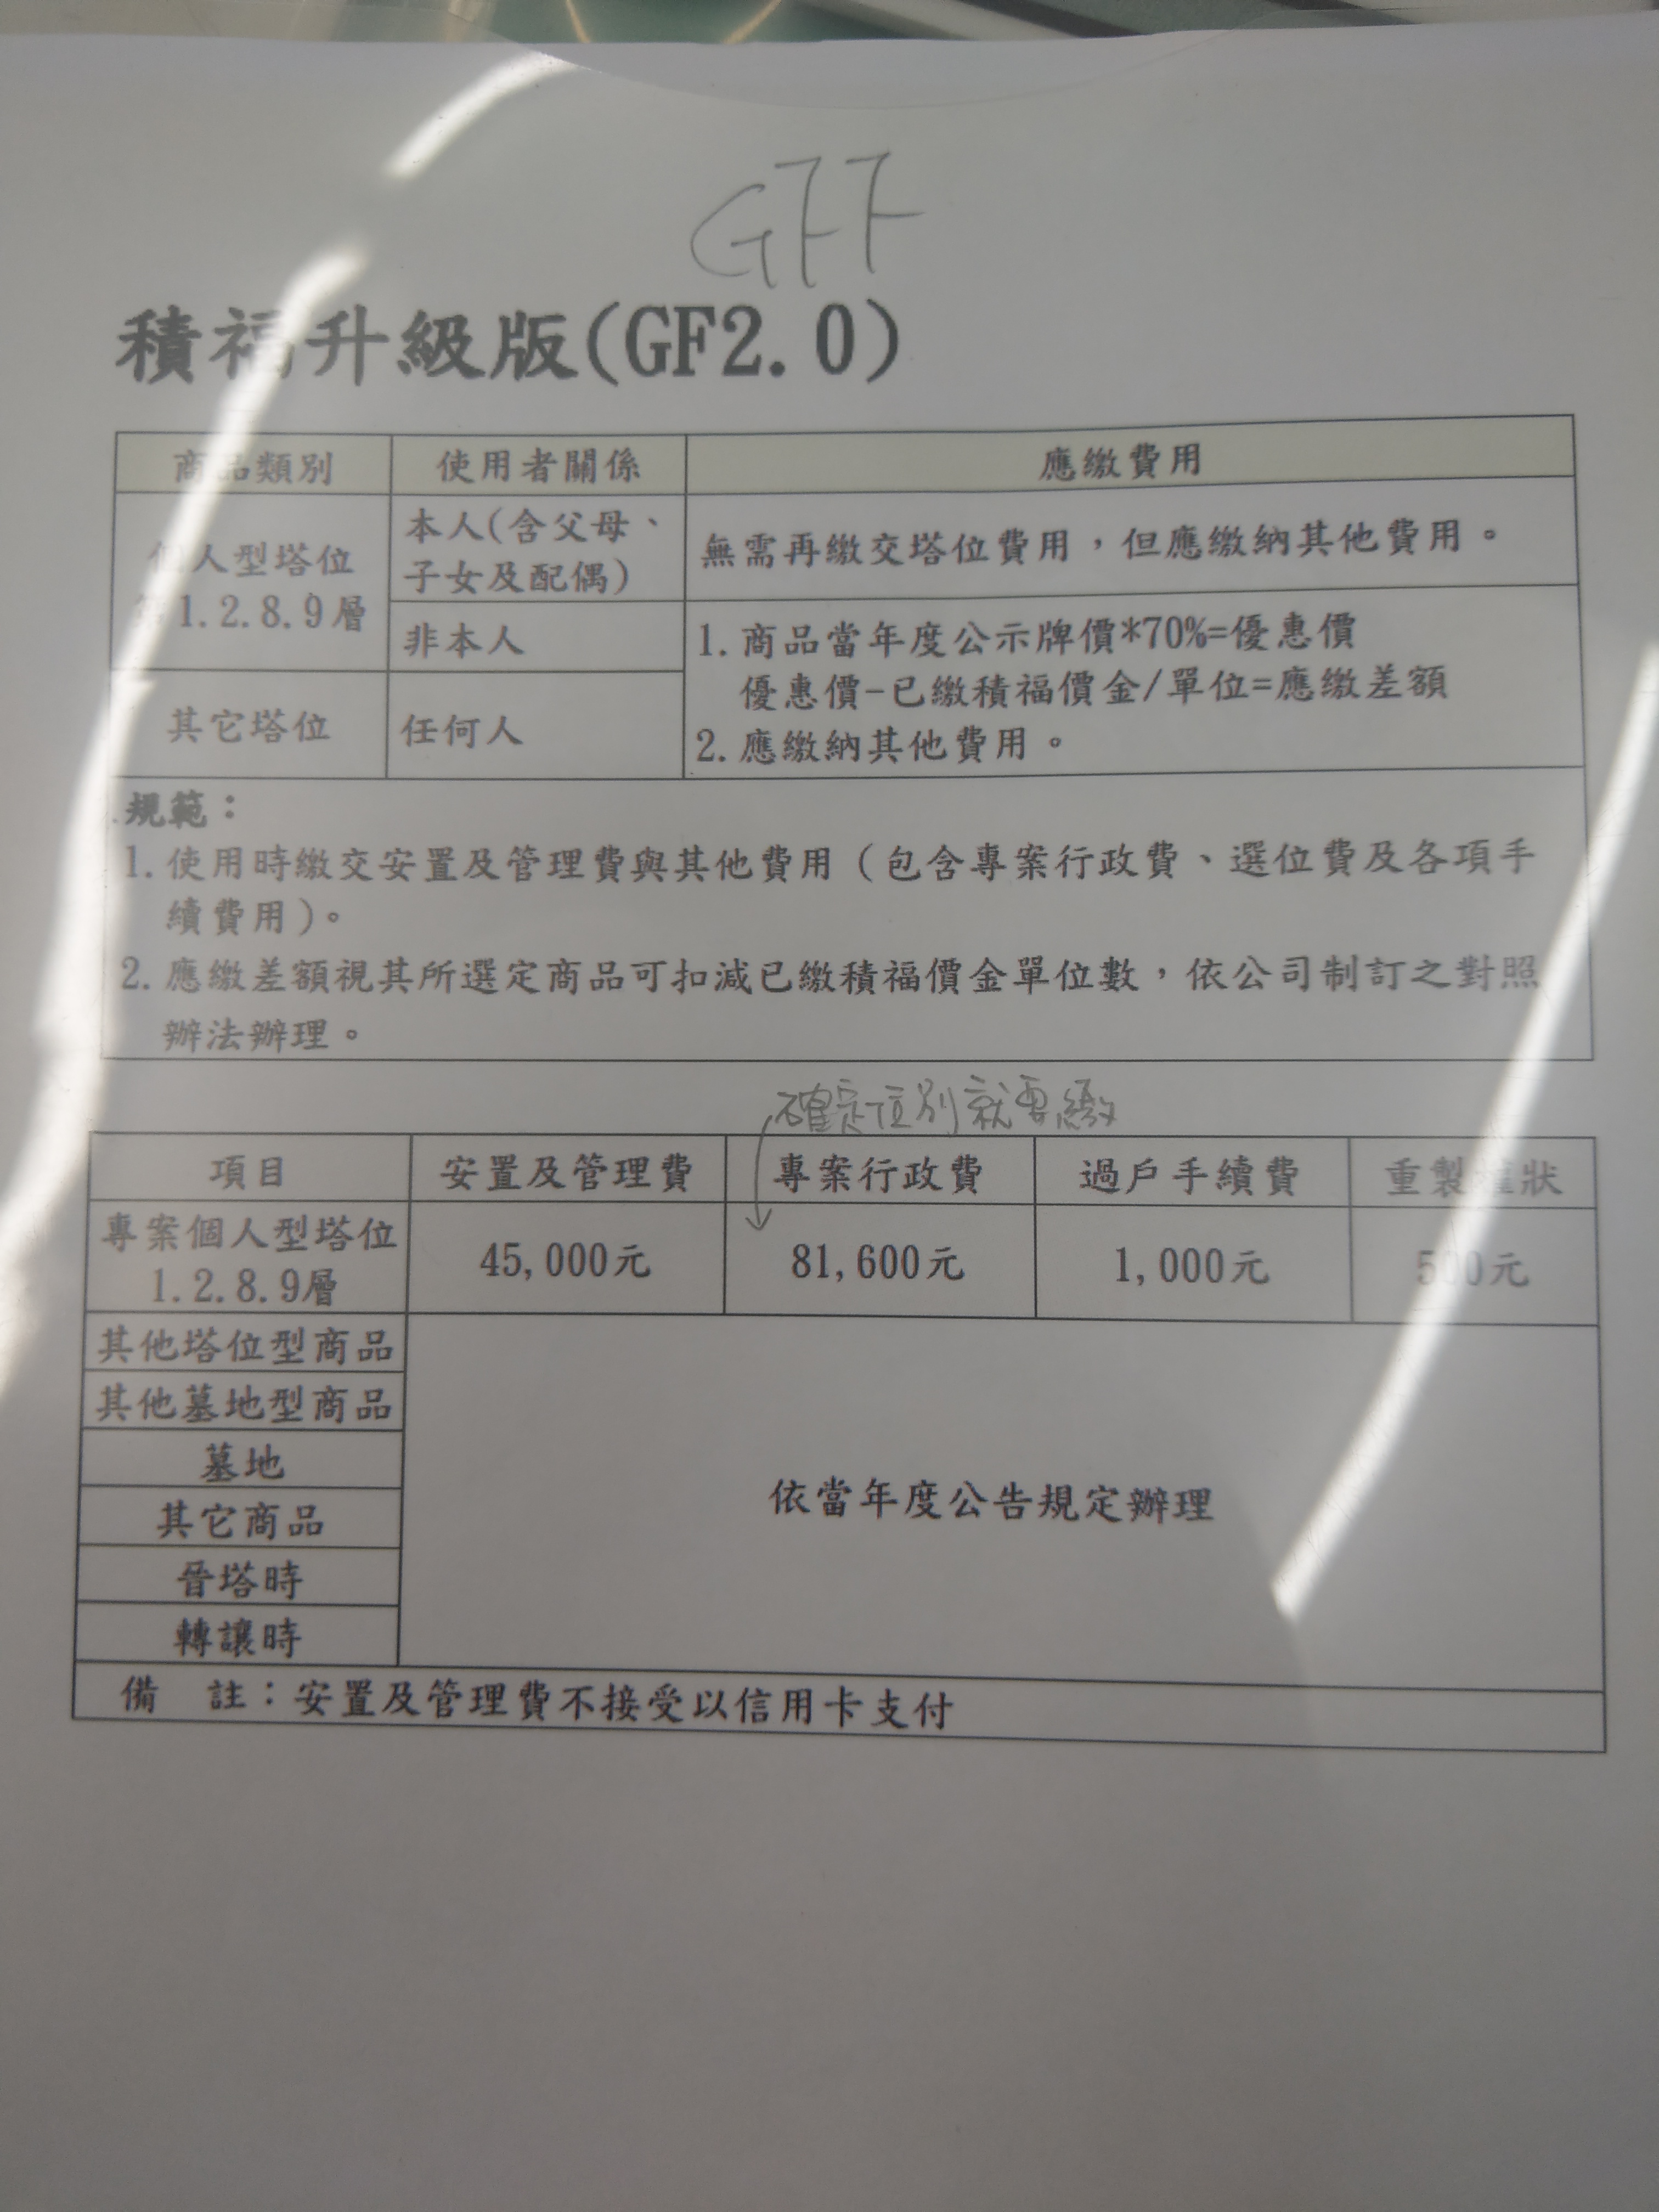 GFF
積福升級版(GF2.0)
商品類別 使用者關係 應繳費用
個人型塔位
第1.2.8.9層
本人(含父母、
子女及配偶)
無需再繳交塔位費用，但應繳納其他費用。
非本人
其它塔位
任何人
1.商品當年度公示牌價*70%=優惠價
優惠價-已繳積福價金/單位=應繳差額
2.應繳納其他費用。
規範：
1.使用時繳交安置及管理費與其他費用(包含專案行政費、選位費及各項手
續費用)。
2.應繳差額視其所選定商品可扣減已繳積福價金單位數，依公司制訂之對照
辦法辦理。
確定位別就要繳
項目 安置及管理費 專案行政費 過戶手續費 重製權狀
專案個人型塔位
1.2.8.9層
45,000元 81,600元 1,000元 500元
其他塔位型商品
其他墓地型商品
墓地
其它商品
晉塔時
轉讓時
依當年度公告規定辦理
備 註：安置及管理費不接受以信用卡支付